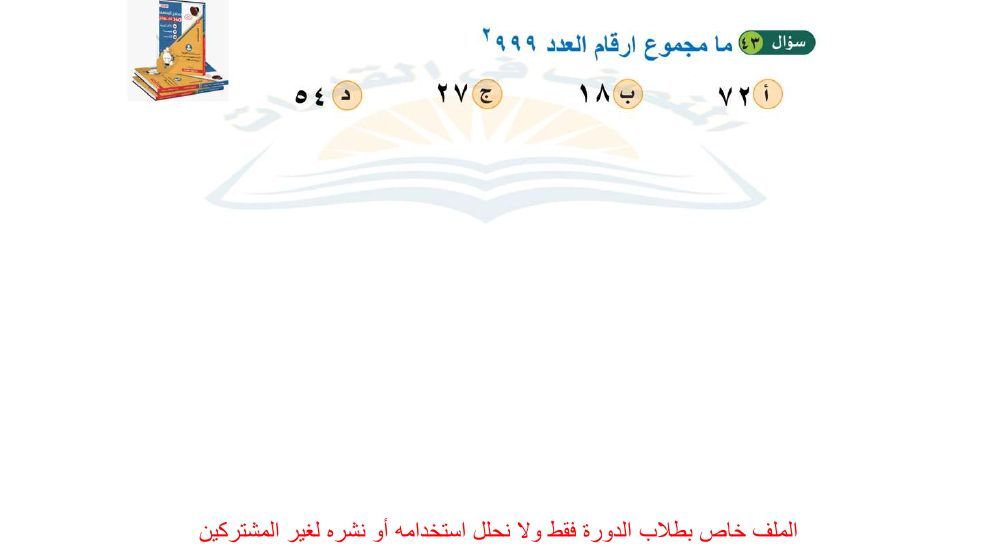 سؤال ٤٣ ما مجموع ارقام العدد ٩٩٩ ٢
أ ٧٢ ب ١٨ ج ٢٧ د ٥٤
الملف خاص بطلاب الدورة فقط ولا نحلل استخدامه أو نشره لغير المشتركين